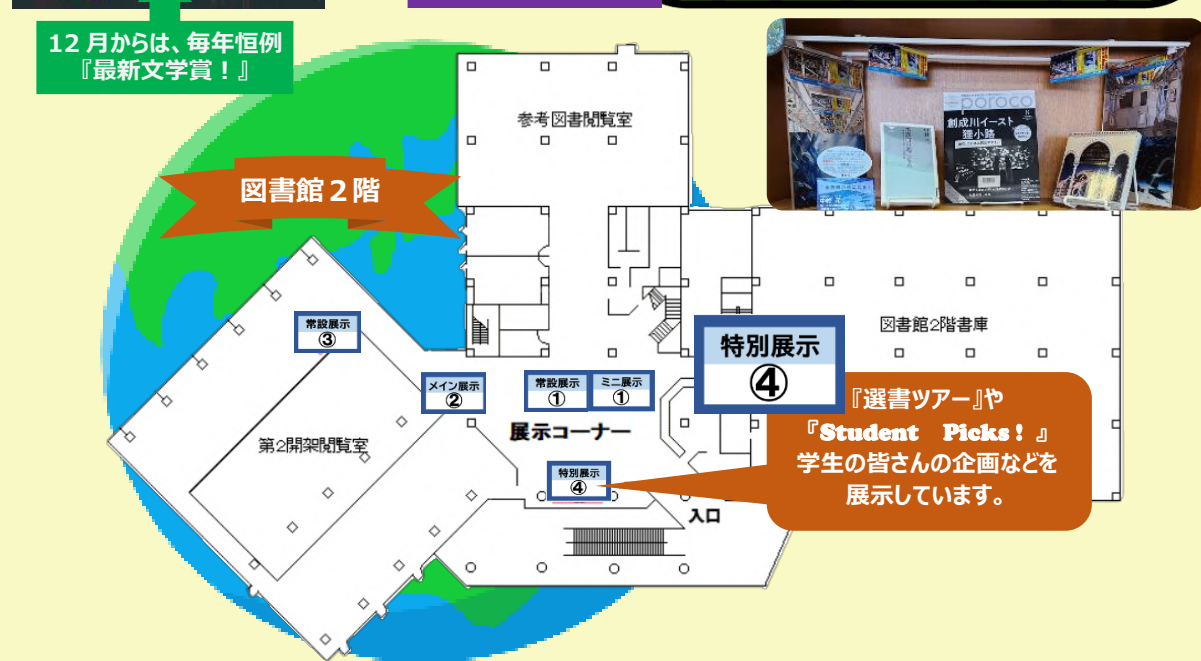 12 月からは、毎年恒例
『最新文学賞！』
poroco
創成川イースト
狸小路
参考図書閲覧室
図書館２階
図書館2階書庫
常設展示
③
特別展示
④
メイン展示
②
常設展示
①
ミニ展示
①
『選書ツアー』や
『Student Picks！』
学生の皆さんの企画などを
展示しています。
展示コーナー
第2開架閲覧室
特別展示
④
入口